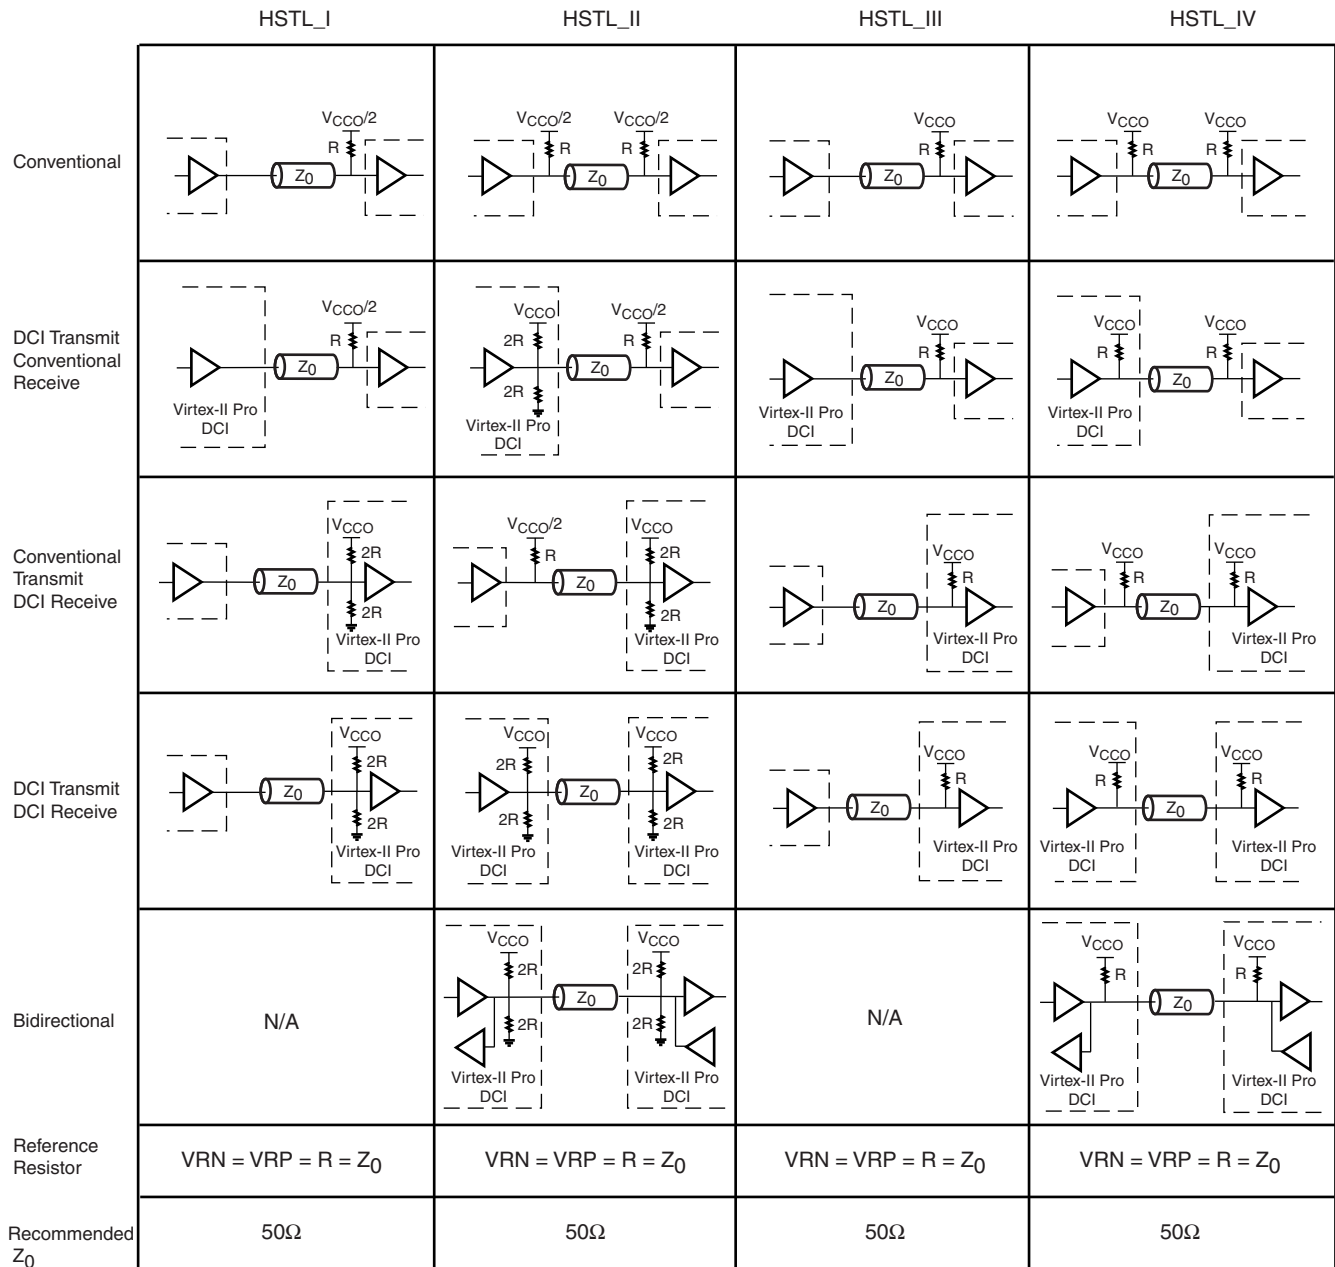 HSTL_I HSTL_II HSTL_III HSTL_IV
Conventional
VCCO/2 R Z0
VCCO/2 R Z0 VCCO/2 R
VCCO R Z0
VCCO R Z0 VCCO R
DCI Transmit
Conventional
Receive
VCCO/2 R Z0
Virtex-II Pro
DCI
VCCO 2R 2R Z0 VCCO/2 R
Virtex-II Pro
DCI
VCCO R Z0
Virtex-II Pro
DCI
VCCO R Z0 VCCO R
Virtex-II Pro
DCI
Conventional
Transmit
DCI Receive
Z0 VCCO 2R 2R
Virtex-II Pro
DCI
VCCO/2 R Z0 VCCO 2R 2R
Virtex-II Pro
DCI
Z0 VCCO R
Virtex-II Pro
DCI
VCCO R Z0 VCCO R
Virtex-II Pro
DCI
DCI Transmit
DCI Receive
Z0 VCCO 2R 2R
Virtex-II Pro
DCI
VCCO 2R 2R Z0 VCCO 2R 2R
Virtex-II Pro Virtex-II Pro
DCI DCI
Z0 VCCO R
Virtex-II Pro
DCI
VCCO R Z0 VCCO R
Virtex-II Pro Virtex-II Pro
DCI DCI
Bidirectional
N/A
VCCO 2R 2R Z0 VCCO 2R 2R
Virtex-II Pro Virtex-II Pro
DCI DCI
N/A
VCCO R Z0 VCCO R
Virtex-II Pro Virtex-II Pro
DCI DCI
Reference
Resistor
VRN = VRP = R = Z0 VRN = VRP = R = Z0 VRN = VRP = R = Z0 VRN = VRP = R = Z0
Recommended
Z0
50Ω 50Ω 50Ω 50Ω